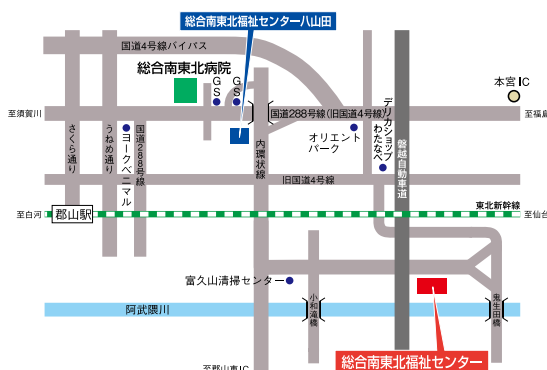 総合南東北福祉センター八山田
国道4号線バイパス
総合南東北病院
GS
GS
本宮IC
至須賀川
国道288号線(旧国道4号線)
至福島
デリカショップ
わたなべ
オリエント
パーク
さくら通り
うねめ通り
ヨークベニマル
国道288号線
内環状線
磐越自動車道
旧国道4号線
東北新幹線
至白河
郡山駅
至仙台
富久山清掃センター
阿武隈川
小和滝橋
鬼生田橋
総合南東北福祉センター
至郡山東IC